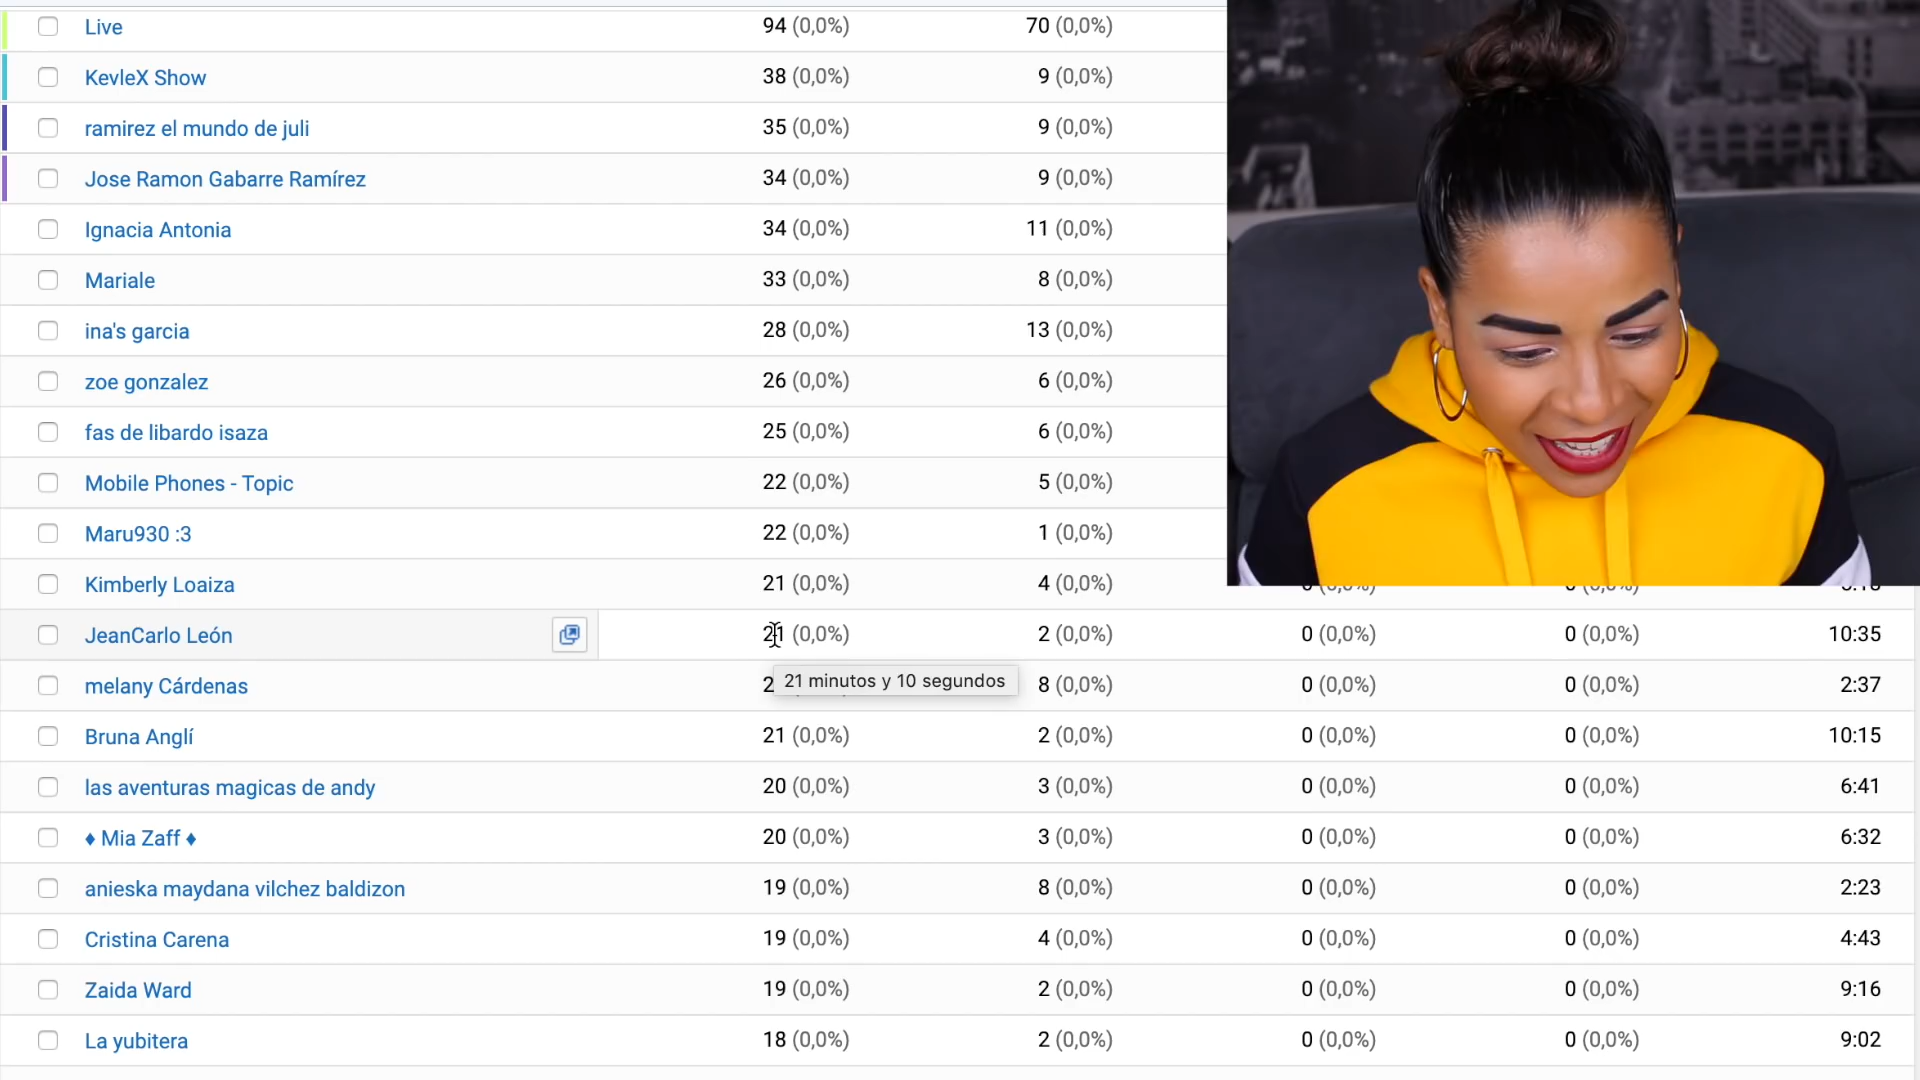 Live 94 (0,0%) 70 (0,0%)
KevleX Show 38 (0,0%) 9 (0,0%)
ramirez el mundo de juli 35 (0,0%) 9 (0,0%)
Jose Ramon Gabarre Ramírez 34 (0,0%) 9 (0,0%)
Ignacia Antonia 34 (0,0%) 11 (0,0%)
Mariale 33 (0,0%) 8 (0,0%)
ina's garcia 28 (0,0%) 13 (0,0%)
zoe gonzalez 26 (0,0%) 6 (0,0%)
fas de libardo isaza 25 (0,0%) 6 (0,0%)
Mobile Phones - Topic 22 (0,0%) 5 (0,0%)
Maru930 :3 22 (0,0%) 1 (0,0%)
Kimberly Loaiza 21 (0,0%) 4 (0,0%)
JeanCarlo León 21 (0,0%) 2 (0,0%) 0 (0,0%) 0 (0,0%) 10:35
21 minutos y 10 segundos
melany Cárdenas 8 (0,0%) 0 (0,0%) 0 (0,0%) 2:37
Bruna Anglí 21 (0,0%) 2 (0,0%) 0 (0,0%) 0 (0,0%) 10:15
las aventuras magicas de andy 20 (0,0%) 3 (0,0%) 0 (0,0%) 0 (0,0%) 6:41
♦ Mia Zaff ♦ 20 (0,0%) 3 (0,0%) 0 (0,0%) 0 (0,0%) 6:32
anieska maydana vilchez baldizon 19 (0,0%) 8 (0,0%) 0 (0,0%) 0 (0,0%) 2:23
Cristina Carena 19 (0,0%) 4 (0,0%) 0 (0,0%) 0 (0,0%) 4:43
Zaida Ward 19 (0,0%) 2 (0,0%) 0 (0,0%) 0 (0,0%) 9:16
La yubitera 18 (0,0%) 2 (0,0%) 0 (0,0%) 0 (0,0%) 9:02